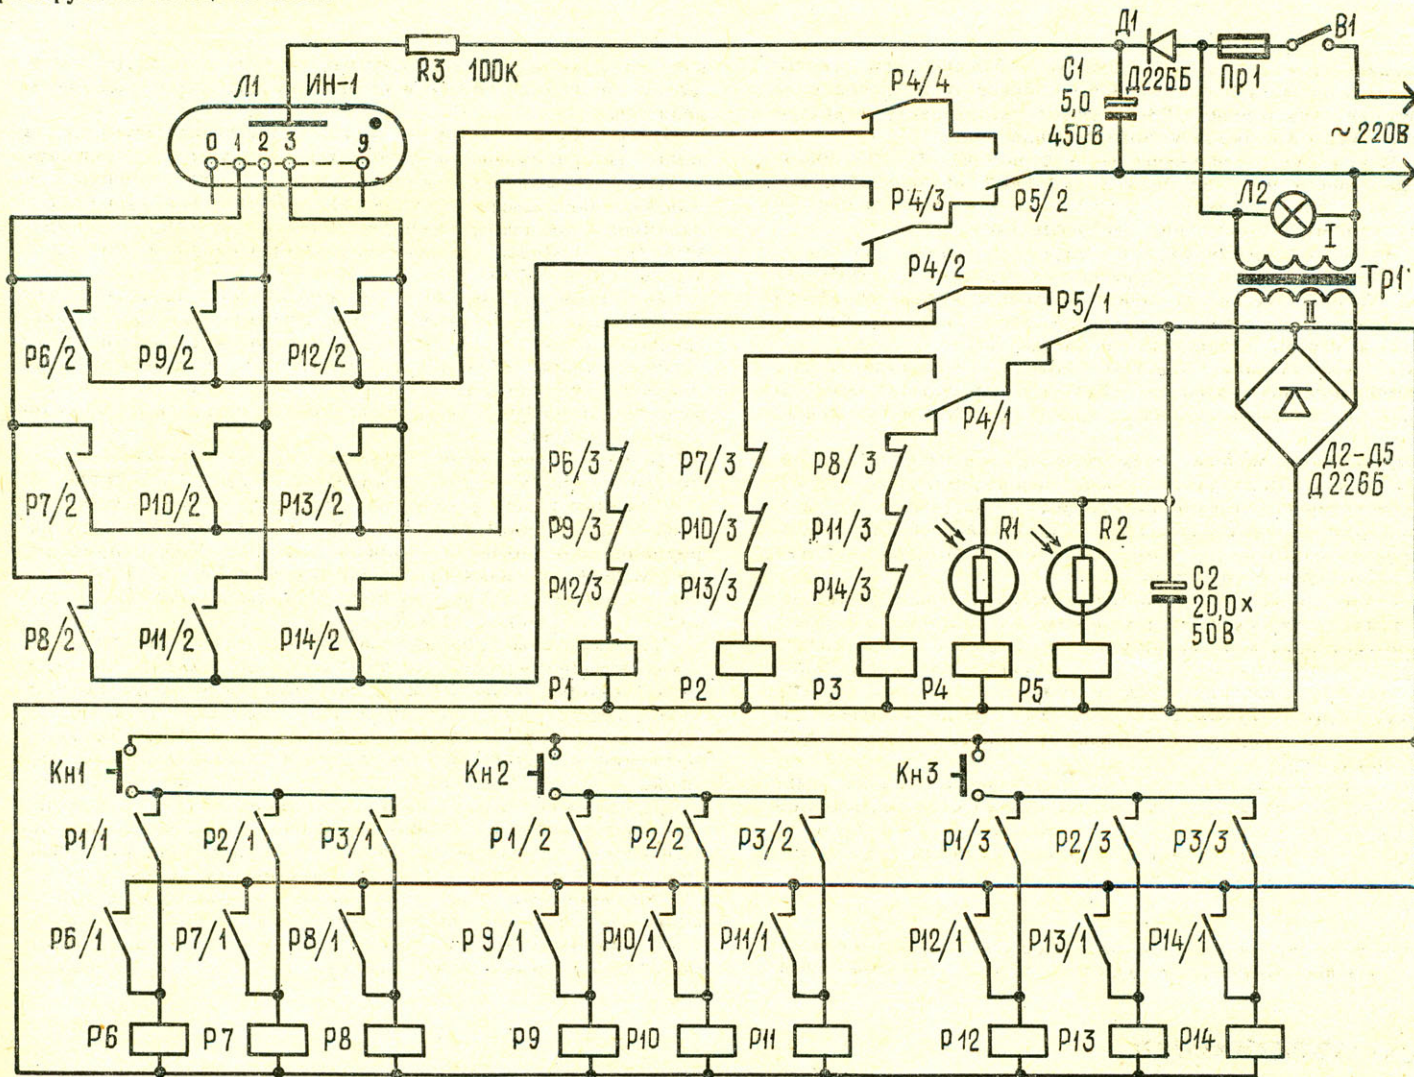 R3 100К
Л1 ИН-1
0 1 2 3 9
Д1
Д226Б
Пр1
В1
С1
5,0
450В
~ 220В
Р4/4
Р4/3
Р5/2
Р4/2
Р5/1
Р4/1
Л2
I
Тр1
II
Д2-Д5
Д226Б
Р6/2 Р9/2 Р12/2
Р7/2 Р10/2 Р13/2
Р8/2 Р11/2 Р14/2
Р6/3 Р7/3 Р8/3
Р9/3 Р10/3 Р11/3
Р12/3 Р13/3 Р14/3
R1 R2
С2
20,0×
50В
Р1 Р2 Р3 Р4 Р5
Кн1 Кн2 Кн3
Р1/1 Р2/1 Р3/1 Р1/2 Р2/2 Р3/2 Р1/3 Р2/3 Р3/3
Р6/1 Р7/1 Р8/1 Р9/1 Р10/1 Р11/1 Р12/1 Р13/1 Р14/1
Р6 Р7 Р8 Р9 Р10 Р11 Р12 Р13 Р14